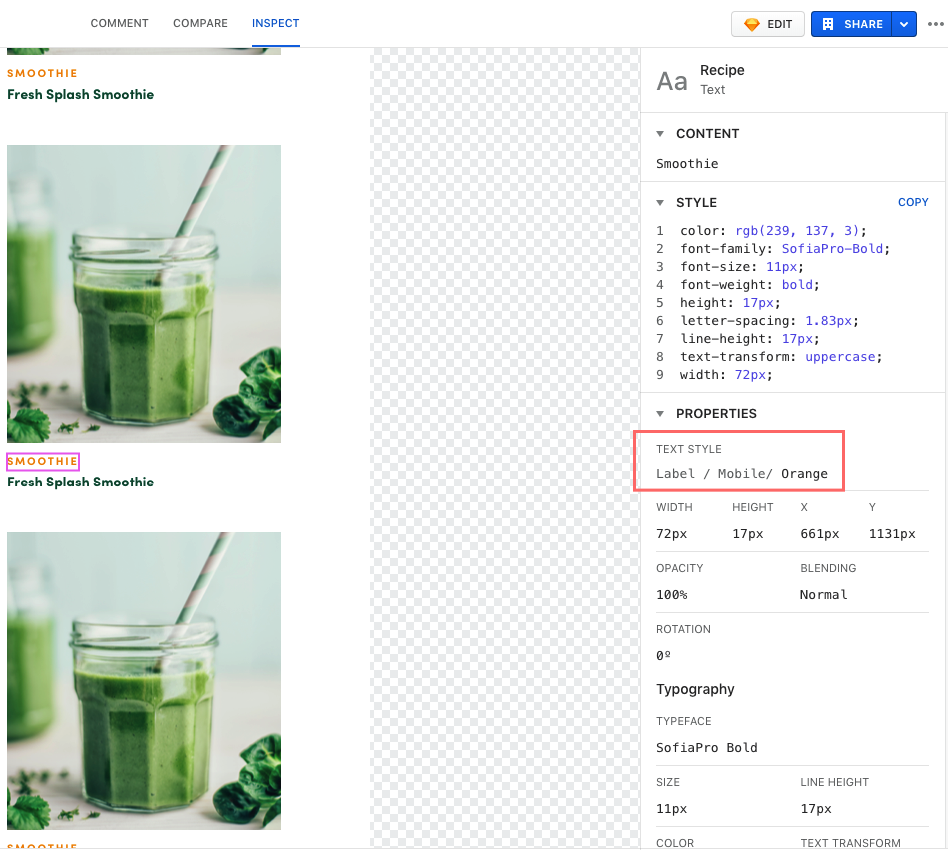 COMMENT COMPARE INSPECT EDIT SHARE
SMOOTHIE
Fresh Splash Smoothie
SMOOTHIE
Fresh Splash Smoothie
SMOOTHIE
Aa Recipe
Text
CONTENT
Smoothie
STYLE COPY
1 color: rgb(239, 137, 3);
2 font-family: SofiaPro-Bold;
3 font-size: 11px;
4 font-weight: bold;
5 height: 17px;
6 letter-spacing: 1.83px;
7 line-height: 17px;
8 text-transform: uppercase;
9 width: 72px;
PROPERTIES
TEXT STYLE
Label / Mobile/ Orange
WIDTH HEIGHT X Y
72px 17px 661px 1131px
OPACITY BLENDING
100% Normal
ROTATION
0º
Typography
TYPEFACE
SofiaPro Bold
SIZE LINE HEIGHT
11px 17px
COLOR TEXT TRANSFORM